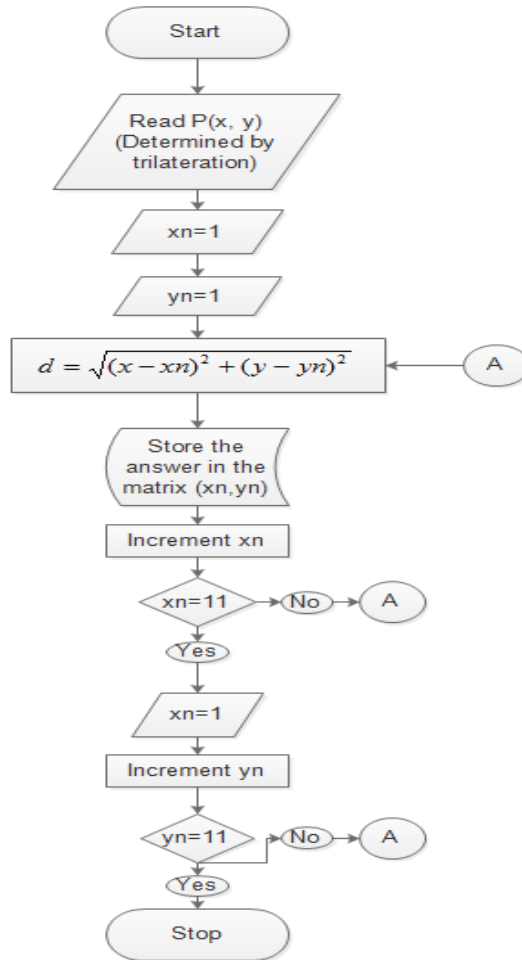 Start
Read P(x, y)
(Determined by
trilateration)
xn=1
yn=1
d = √(x − xn)² + (y − yn)²
A
Store the
answer in the
matrix (xn,yn)
Increment xn
xn=11
No
A
Yes
xn=1
Increment yn
yn=11
No
A
Yes
Stop